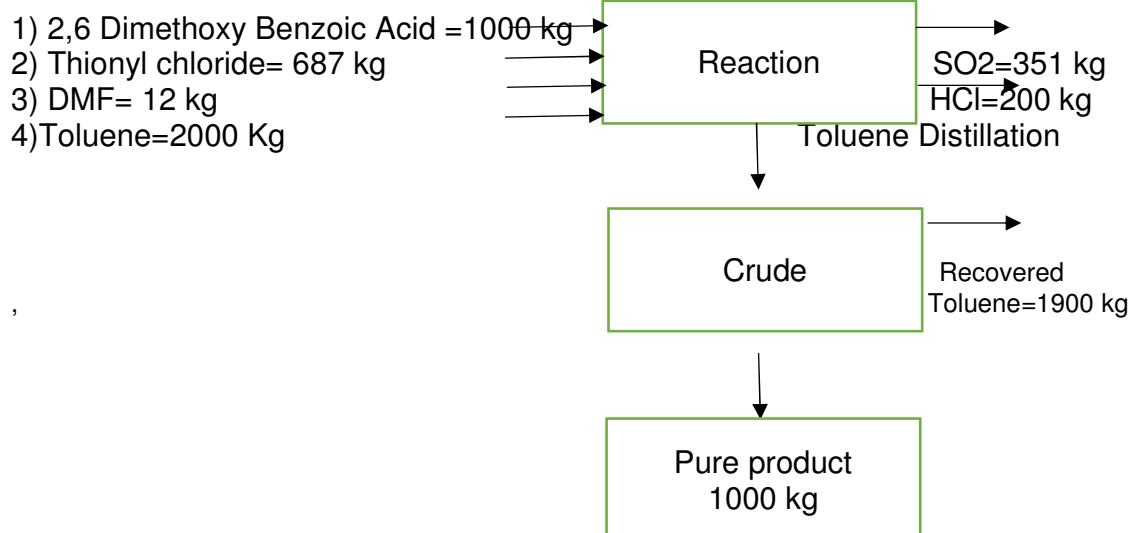 1) 2,6 Dimethoxy Benzoic Acid =1000 kg
2) Thionyl chloride= 687 kg
3) DMF= 12 kg
4)Toluene=2000 Kg
Reaction
SO2=351 kg
HCl=200 kg
Toluene Distillation
Crude
Recovered
Toluene=1900 kg
,
Pure product
1000 kg